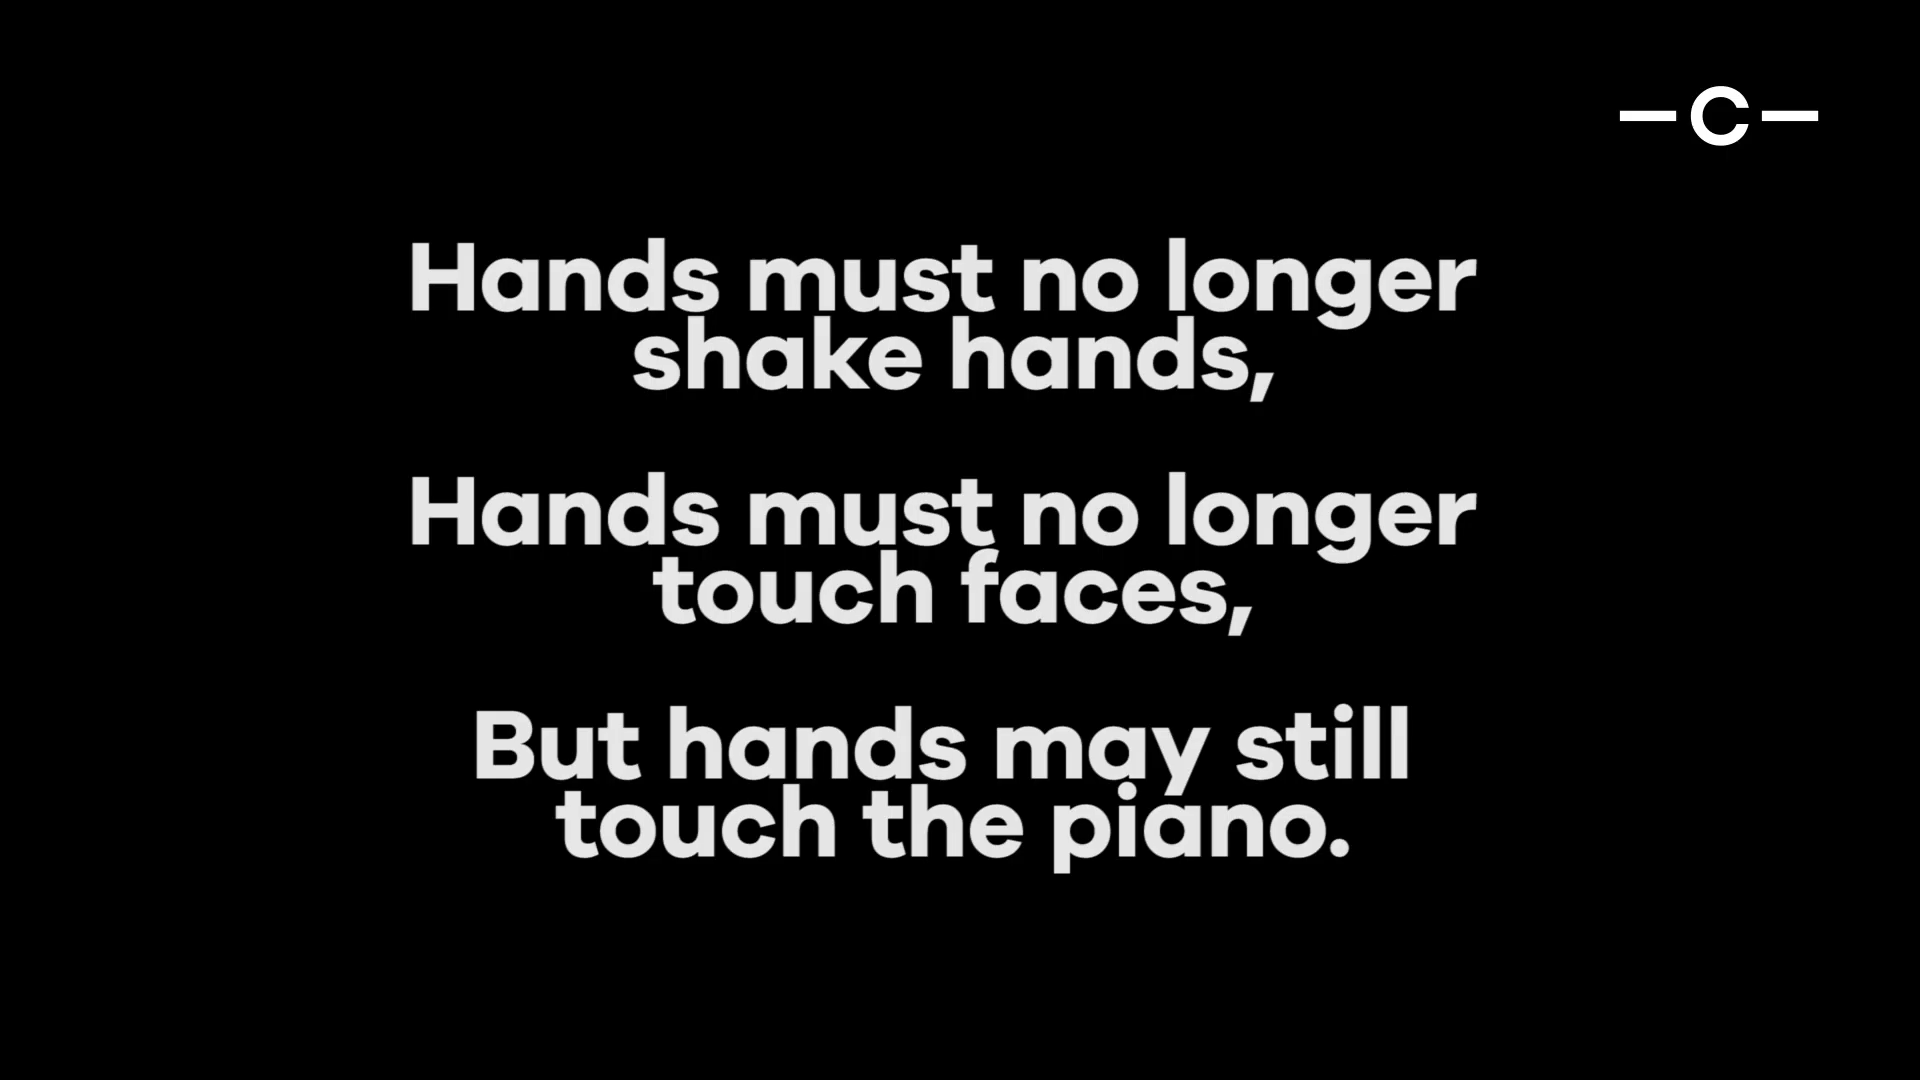 -C-
Hands must no longer
shake hands,
Hands must no longer
touch faces,
But hands may still
touch the piano.